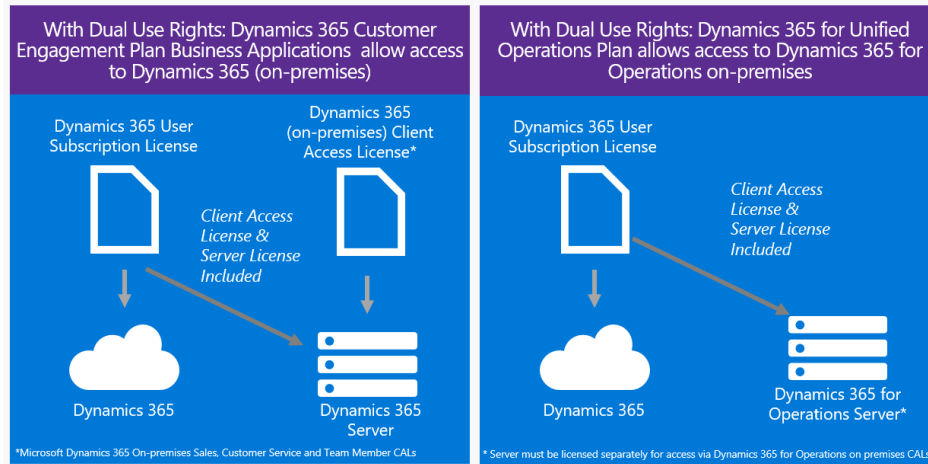 With Dual Use Rights: Dynamics 365 Customer
Engagement Plan Business Applications allow access
to Dynamics 365 (on-premises)
Dynamics 365 User
Subscription License
Dynamics 365
(on-premises) Client
Access License*
Client Access
License &
Server License
Included
Dynamics 365
Dynamics 365
Server
*Microsoft Dynamics 365 On-premises Sales, Customer Service and Team Member CALs
With Dual Use Rights: Dynamics 365 for Unified
Operations Plan allows access to Dynamics 365 for
Operations on-premises
Dynamics 365 User
Subscription License
Client Access
License &
Server License
Included
Dynamics 365
Dynamics 365 for
Operations Server*
* Server must be licensed separately for access via Dynamics 365 for Operations on premises CALs